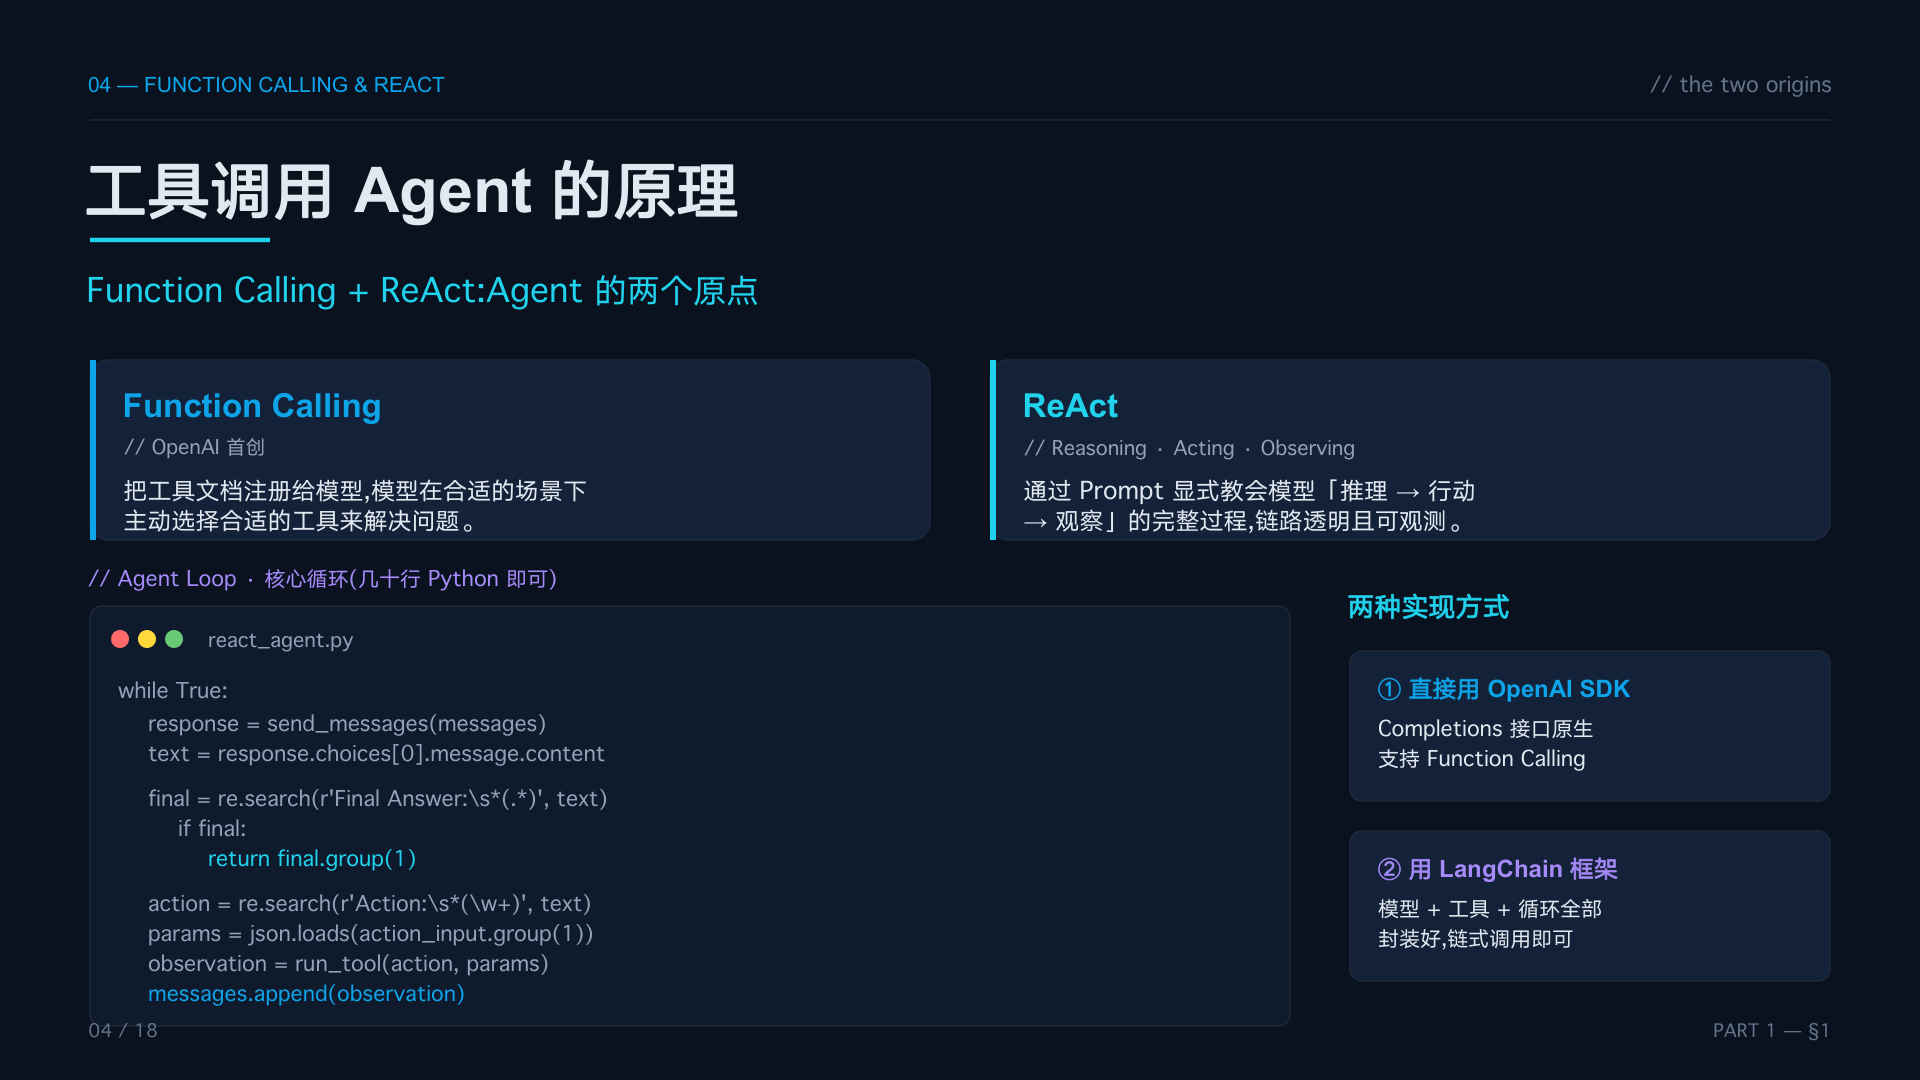 04 — FUNCTION CALLING & REACT
// the two origins
工具调用 Agent 的原理
Function Calling + ReAct:Agent 的两个原点
Function Calling
// OpenAI 首创
把工具文档注册给模型,模型在合适的场景下
主动选择合适的工具来解决问题。
ReAct
// Reasoning · Acting · Observing
通过 Prompt 显式教会模型「推理 → 行动
→ 观察」的完整过程,链路透明且可观测。
// Agent Loop · 核心循环(几十行 Python 即可)
react_agent.py
while True:
response = send_messages(messages)
text = response.choices[0].message.content
final = re.search(r'Final Answer:\s*(.*)', text)
if final:
return final.group(1)
action = re.search(r'Action:\s*(\w+)', text)
params = json.loads(action_input.group(1))
observation = run_tool(action, params)
messages.append(observation)
两种实现方式
① 直接用 OpenAI SDK
Completions 接口原生
支持 Function Calling
② 用 LangChain 框架
模型 + 工具 + 循环全部
封装好,链式调用即可
04 / 18
PART 1 — §1